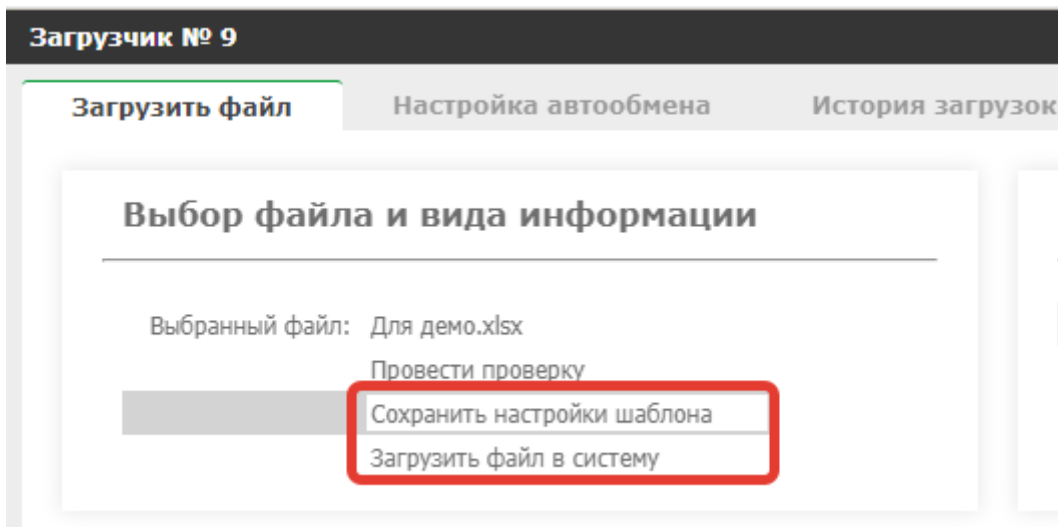 Загрузчик № 9
Загрузить файл Настройка автообмена История загрузок
Выбор файла и вида информации
Выбранный файл: Для демо.xlsx
Провести проверку
Сохранить настройки шаблона
Загрузить файл в систему